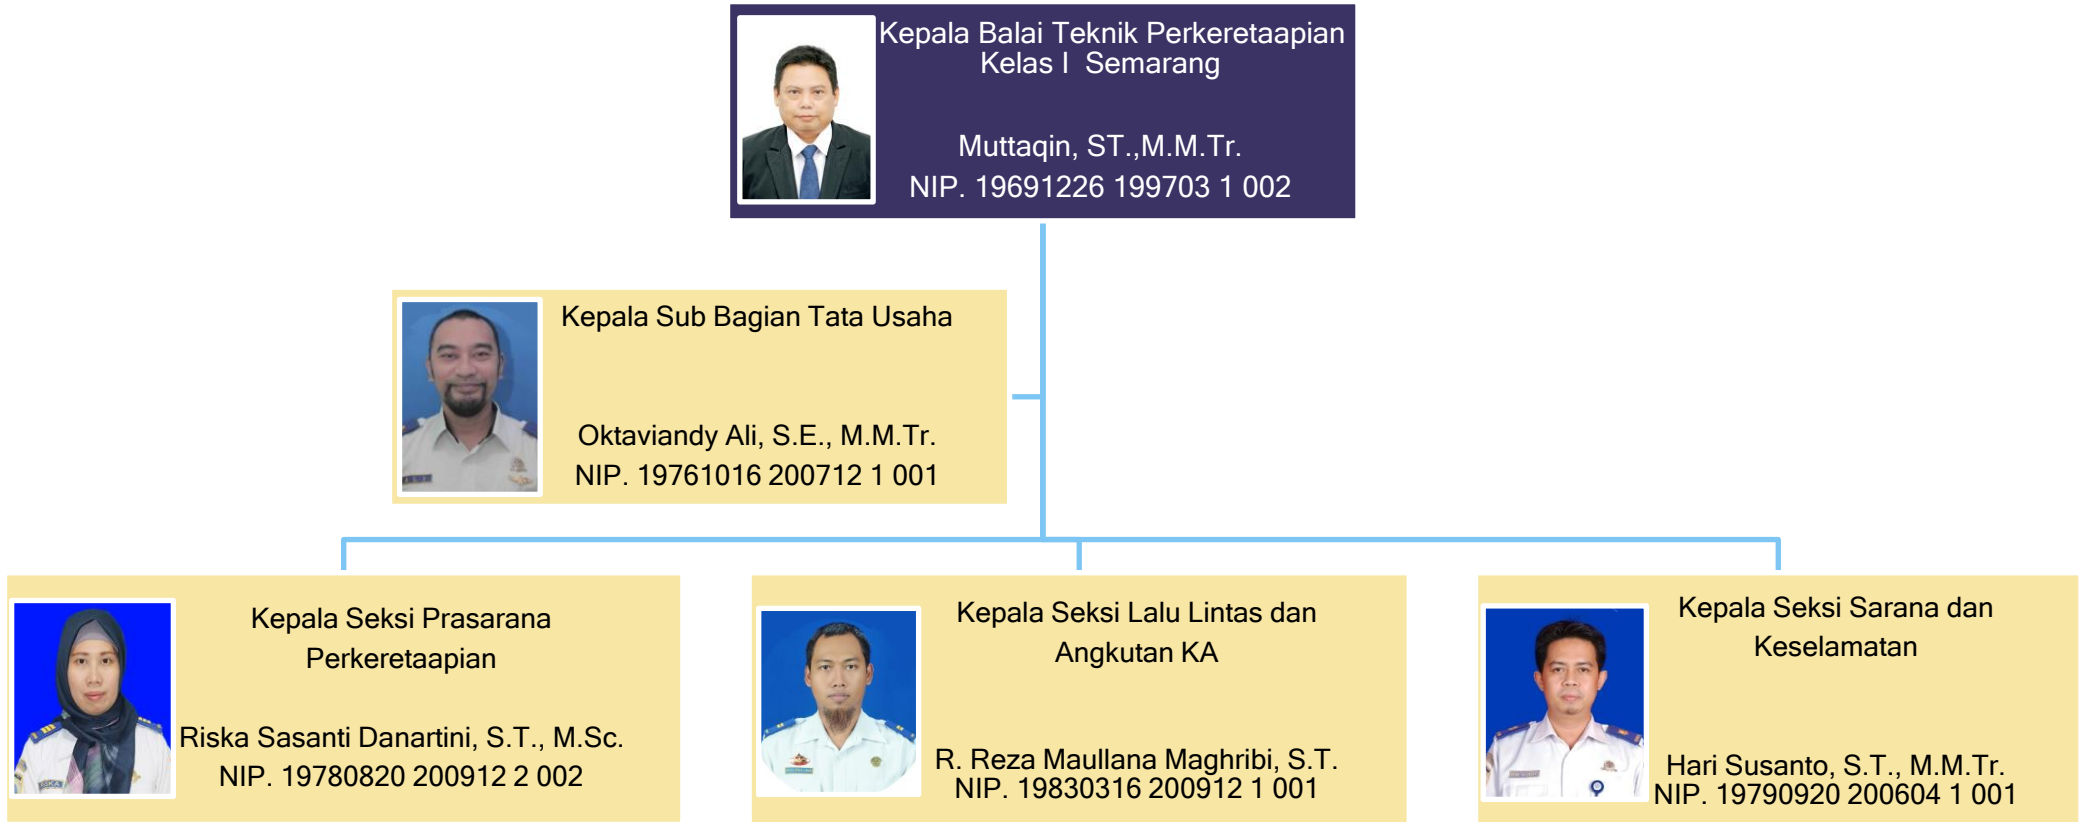 Kepala Balai Teknik Perkeretaapian
Kelas I Semarang
Muttaqin, ST.,M.M.Tr.
NIP. 19691226 199703 1 002
Kepala Sub Bagian Tata Usaha
Oktaviandy Ali, S.E., M.M.Tr.
NIP. 19761016 200712 1 001
Kepala Seksi Prasarana
Perkeretaapian
Riska Sasanti Danartini, S.T., M.Sc.
NIP. 19780820 200912 2 002
Kepala Seksi Lalu Lintas dan
Angkutan KA
R. Reza Maullana Maghribi, S.T.
NIP. 19830316 200912 1 001
Kepala Seksi Sarana dan
Keselamatan
Hari Susanto, S.T., M.M.Tr.
NIP. 19790920 200604 1 001